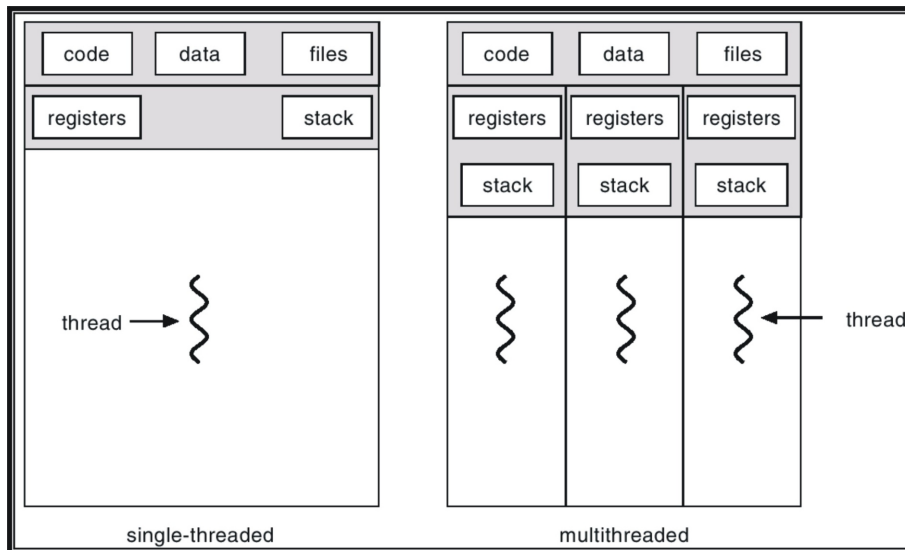 code data files code data files
registers stack registers registers registers
stack stack stack
thread thread
single-threaded multithreaded